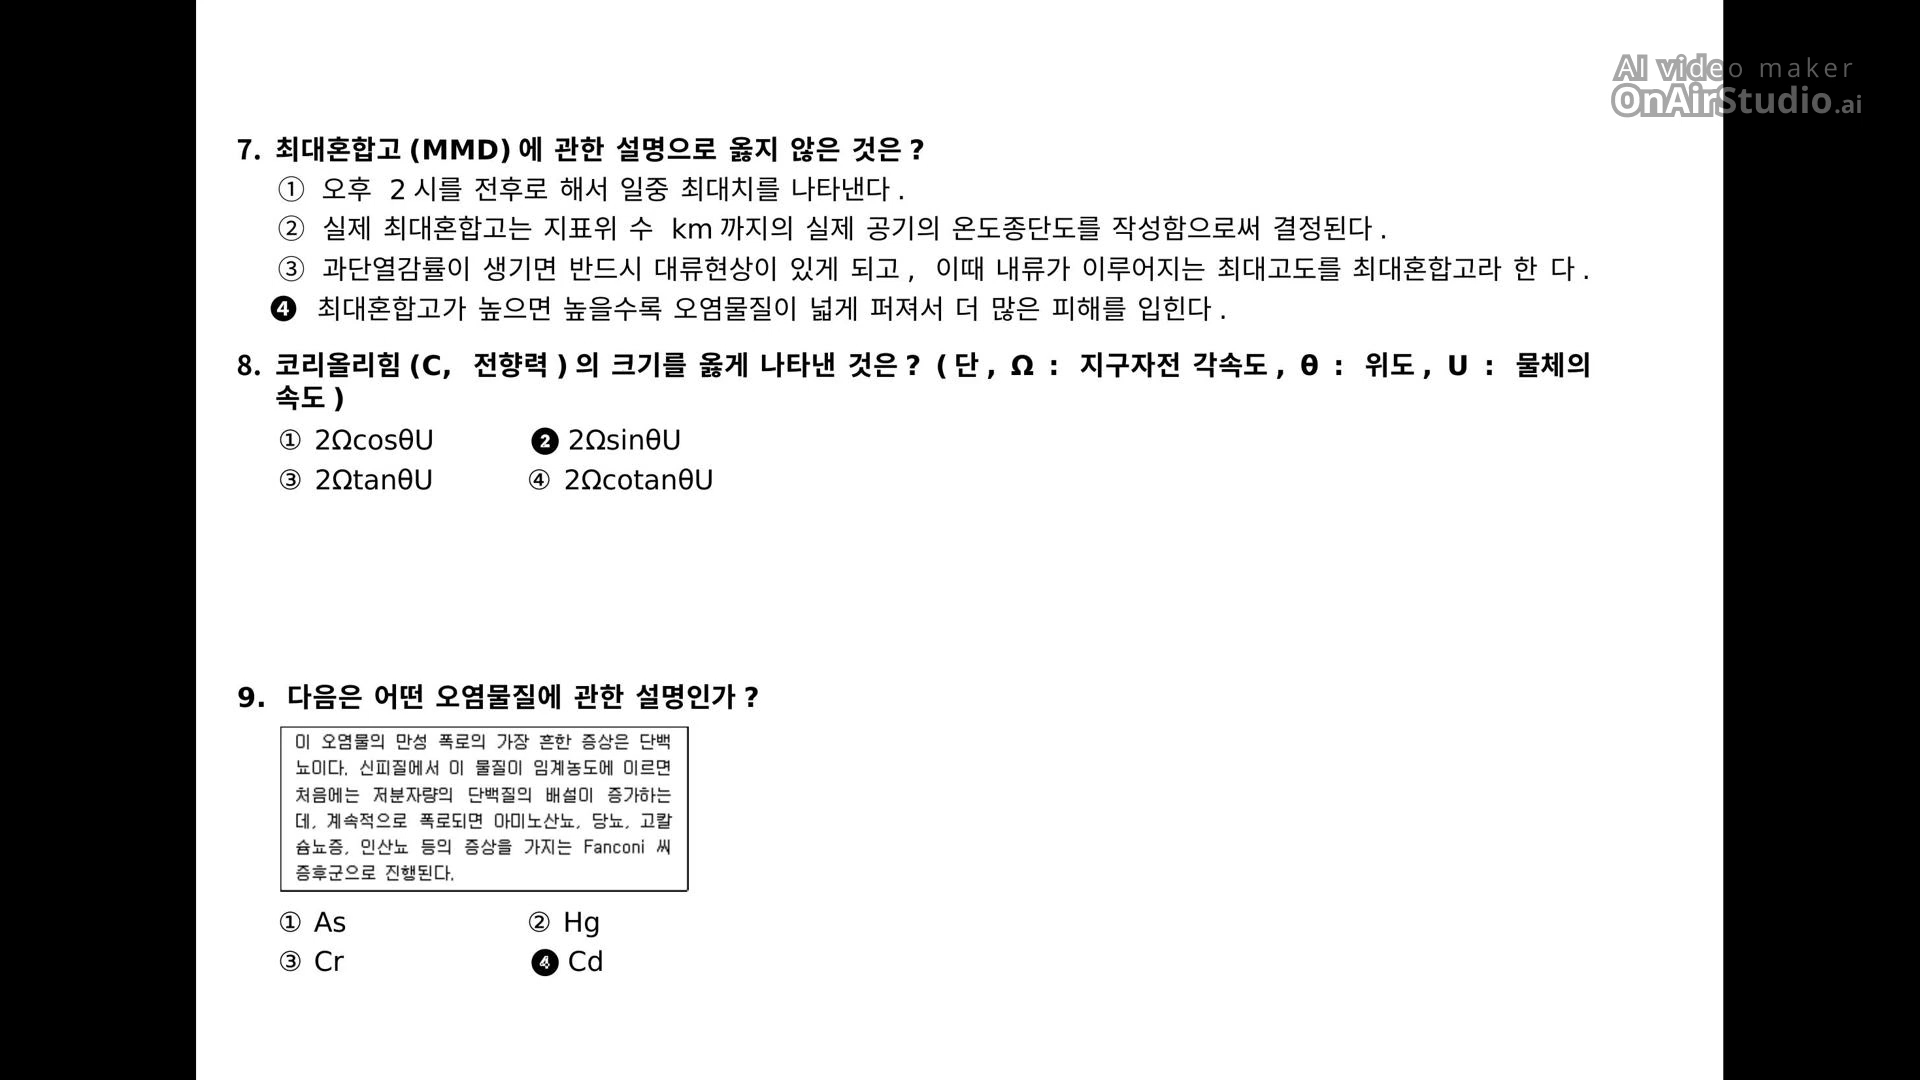 AI video maker
OnAirStudio.ai
7. 최대혼합고(MMD)에 관한 설명으로 옳지 않은 것은?
① 오후 2시를 전후로 해서 일중 최대치를 나타낸다.
② 실제 최대혼합고는 지표위 수 km까지의 실제 공기의 온도종단도를 작성함으로써 결정된다.
③ 과단열감률이 생기면 반드시 대류현상이 있게 되고, 이때 내류가 이루어지는 최대고도를 최대혼합고라 한 다.
❹ 최대혼합고가 높으면 높을수록 오염물질이 넓게 퍼져서 더 많은 피해를 입힌다.
8. 코리올리힘(C, 전향력)의 크기를 옳게 나타낸 것은? (단, Ω : 지구자전 각속도, θ : 위도, U : 물체의
속도)
① 2ΩcosθU ❷ 2ΩsinθU
③ 2ΩtanθU ④ 2ΩcotanθU
9. 다음은 어떤 오염물질에 관한 설명인가?
이 오염물의 만성 폭로의 가장 흔한 증상은 단백
뇨이다. 신피질에서 이 물질이 임계농도에 이르면
처음에는 저분자량의 단백질의 배설이 증가하는
데, 계속적으로 폭로되면 아미노산뇨, 당뇨, 고칼
슘뇨증, 인산뇨 등의 증상을 가지는 Fanconi 씨
증후군으로 진행된다.
① As ② Hg
③ Cr ❹ Cd